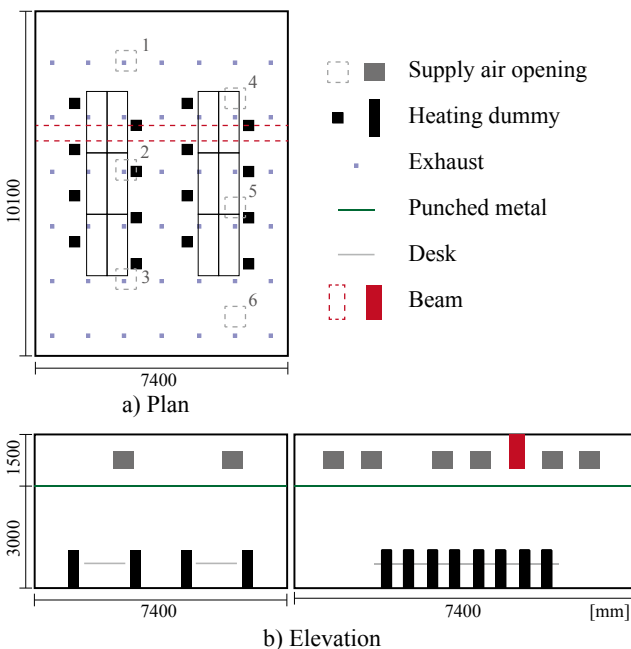 1
4
2
5
3
6
10100
7400
a) Plan
Supply air opening
Heating dummy
Exhaust
Punched metal
Desk
Beam
1500
3000
7400
7400
[mm]
b) Elevation